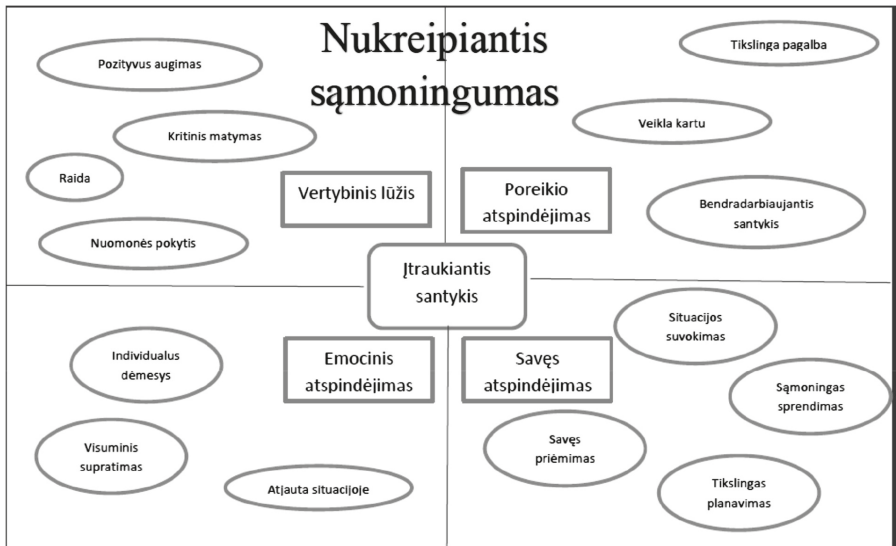 Nukreipiantis
sąmoningumas
Pozityvus augimas
Kritinis matymas
Raida
Nuomonės pokytis
Vertybinis lūžis
Tikslinga pagalba
Veikla kartu
Poreikio
atspindėjimas
Bendradarbiaujantis
santykis
Įtraukiantis
santykis
Individualus
dėmesys
Emocinis
atspindėjimas
Visuminis
supratimas
Atjauta situacijoje
Savęs
atspindėjimas
Situacijos
suvokimas
Sąmoningas
sprendimas
Savęs
priėmimas
Tikslingas
planavimas